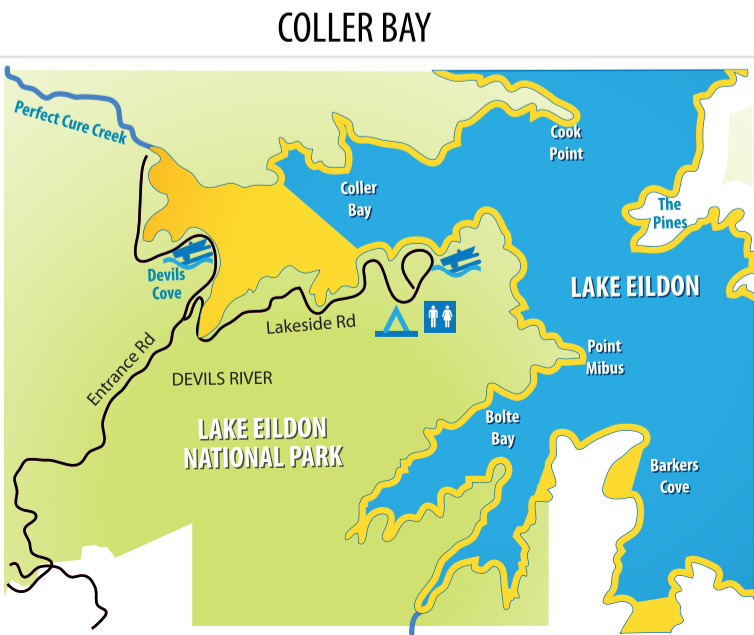 COLLER BAY
Perfect Cure Creek
Cook
Point
Coller
Bay
The
Pines
Devils
Cove
LAKE EILDON
Lakeside Rd
Entrance Rd
Point
Mibus
DEVILS RIVER
LAKE EILDON
NATIONAL PARK
Bolte
Bay
Barkers
Cove